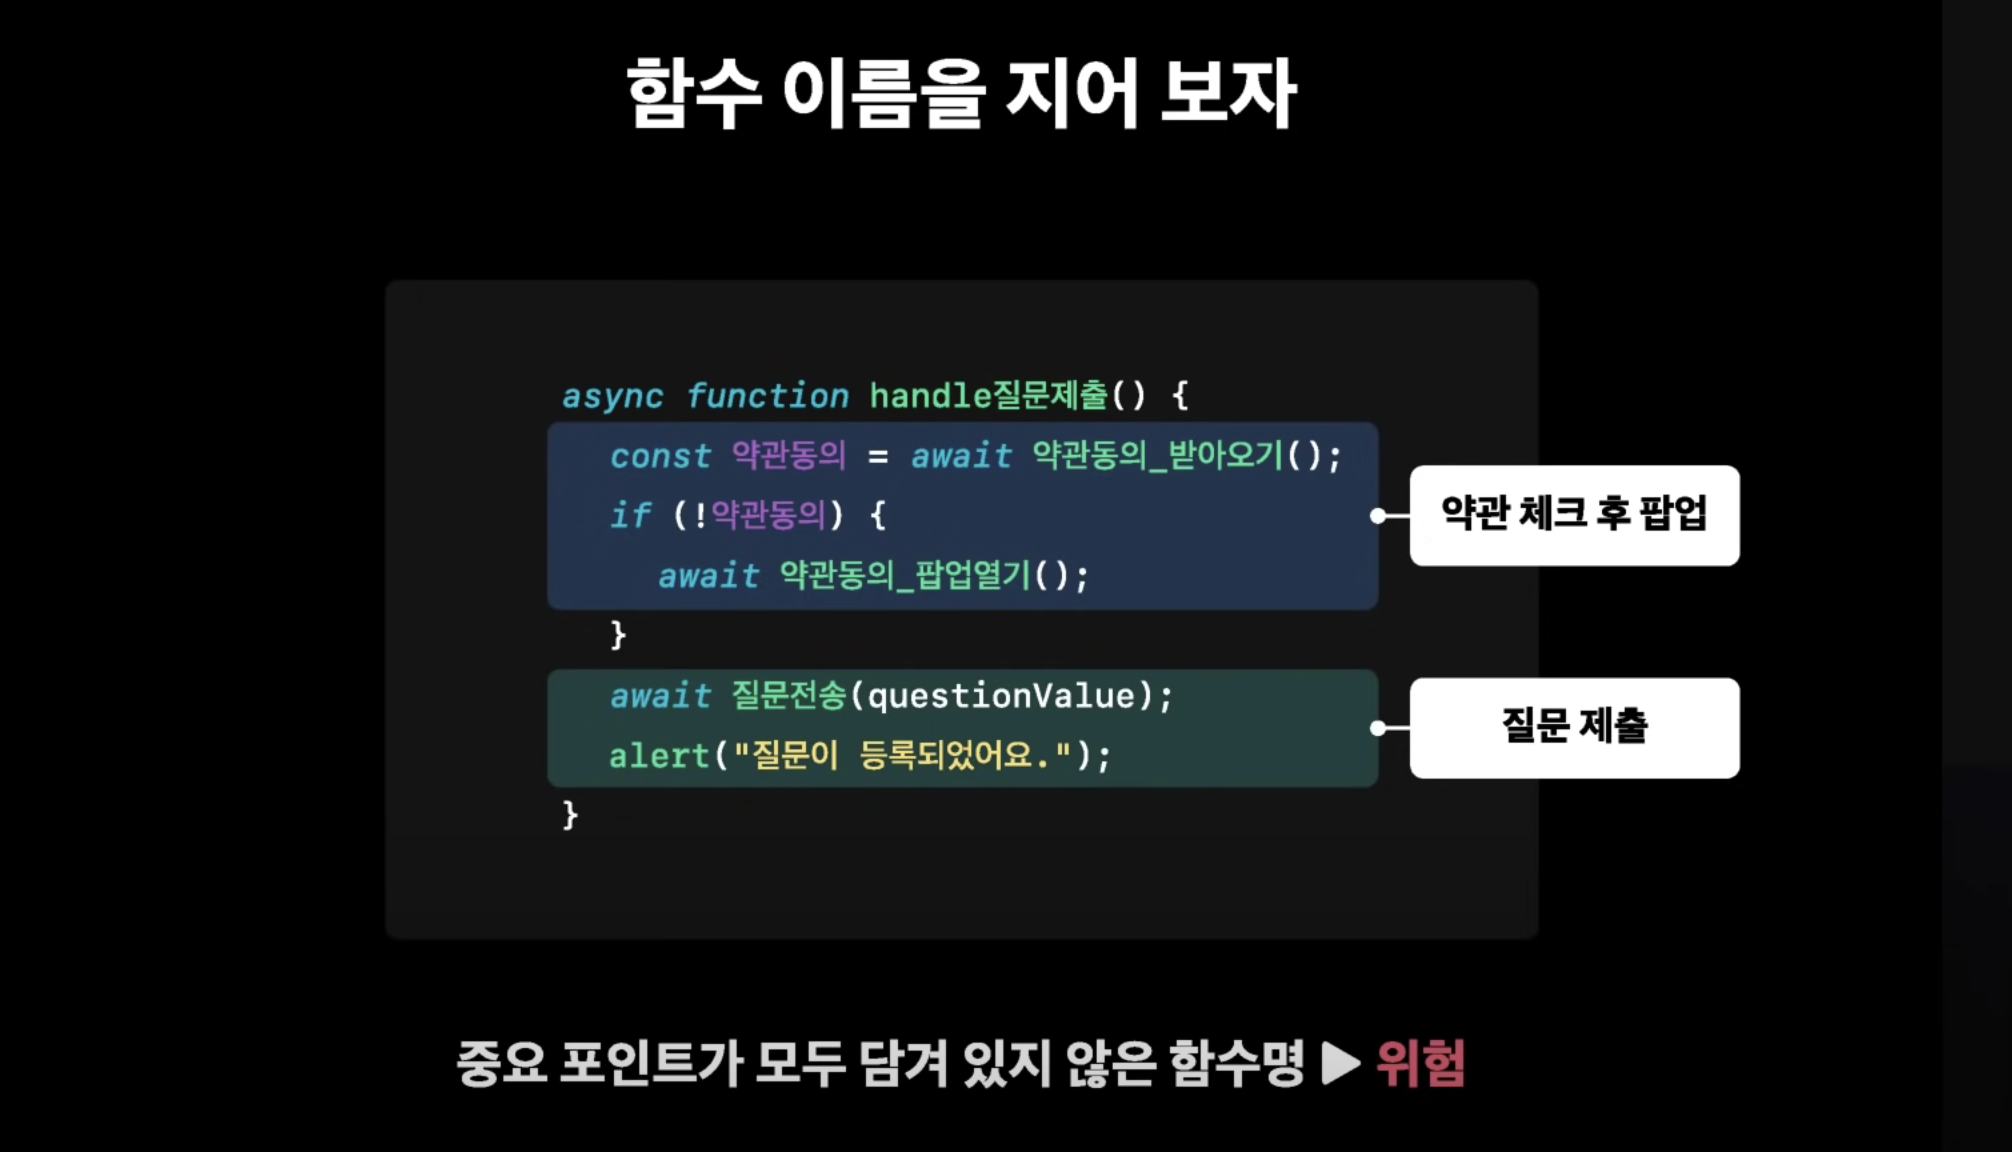 함수 이름을 지어 보자
async function handle질문제출() {
const 약관동의 = await 약관동의_받아오기();
if (!약관동의) {
await 약관동의_팝업열기();
}
약관 체크 후 팝업
await 질문전송(questionValue);
alert("질문이 등록되었어요.");
}
질문 제출
중요 포인트가 모두 담겨 있지 않은 함수명 ▶ 위험